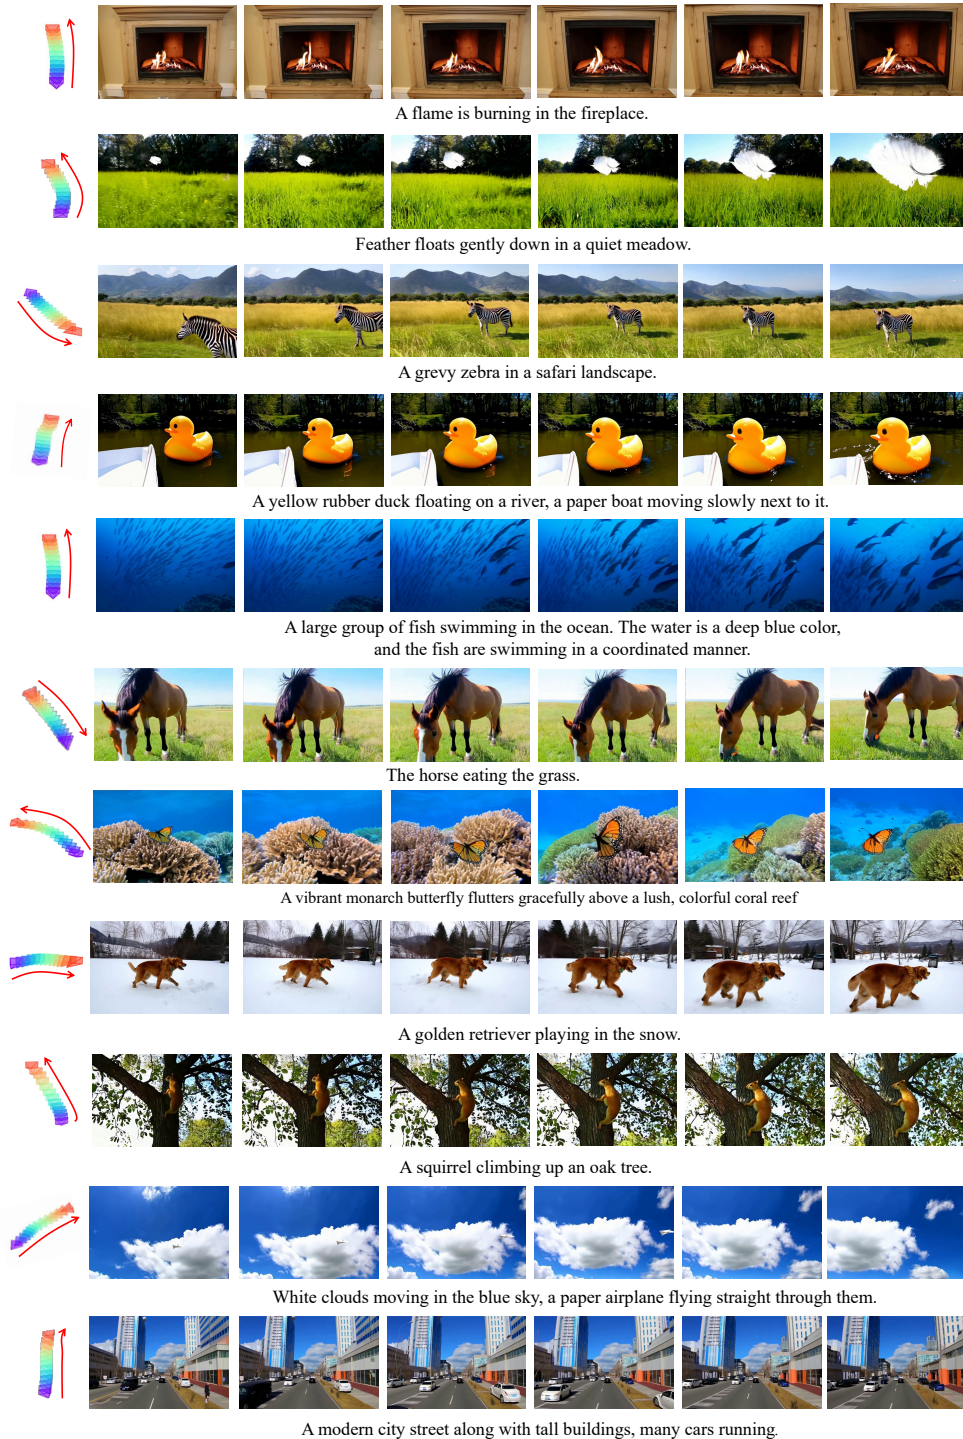 A flame is burning in the fireplace.
Feather floats gently down in a quiet meadow.
A grevy zebra in a safari landscape.
A yellow rubber duck floating on a river, a paper boat moving slowly next to it.
A large group of fish swimming in the ocean. The water is a deep blue color,
and the fish are swimming in a coordinated manner.
The horse eating the grass.
A vibrant monarch butterfly flutters gracefully above a lush, colorful coral reef
A golden retriever playing in the snow.
A squirrel climbing up an oak tree.
White clouds moving in the blue sky, a paper airplane flying straight through them.
A modern city street along with tall buildings, many cars running.